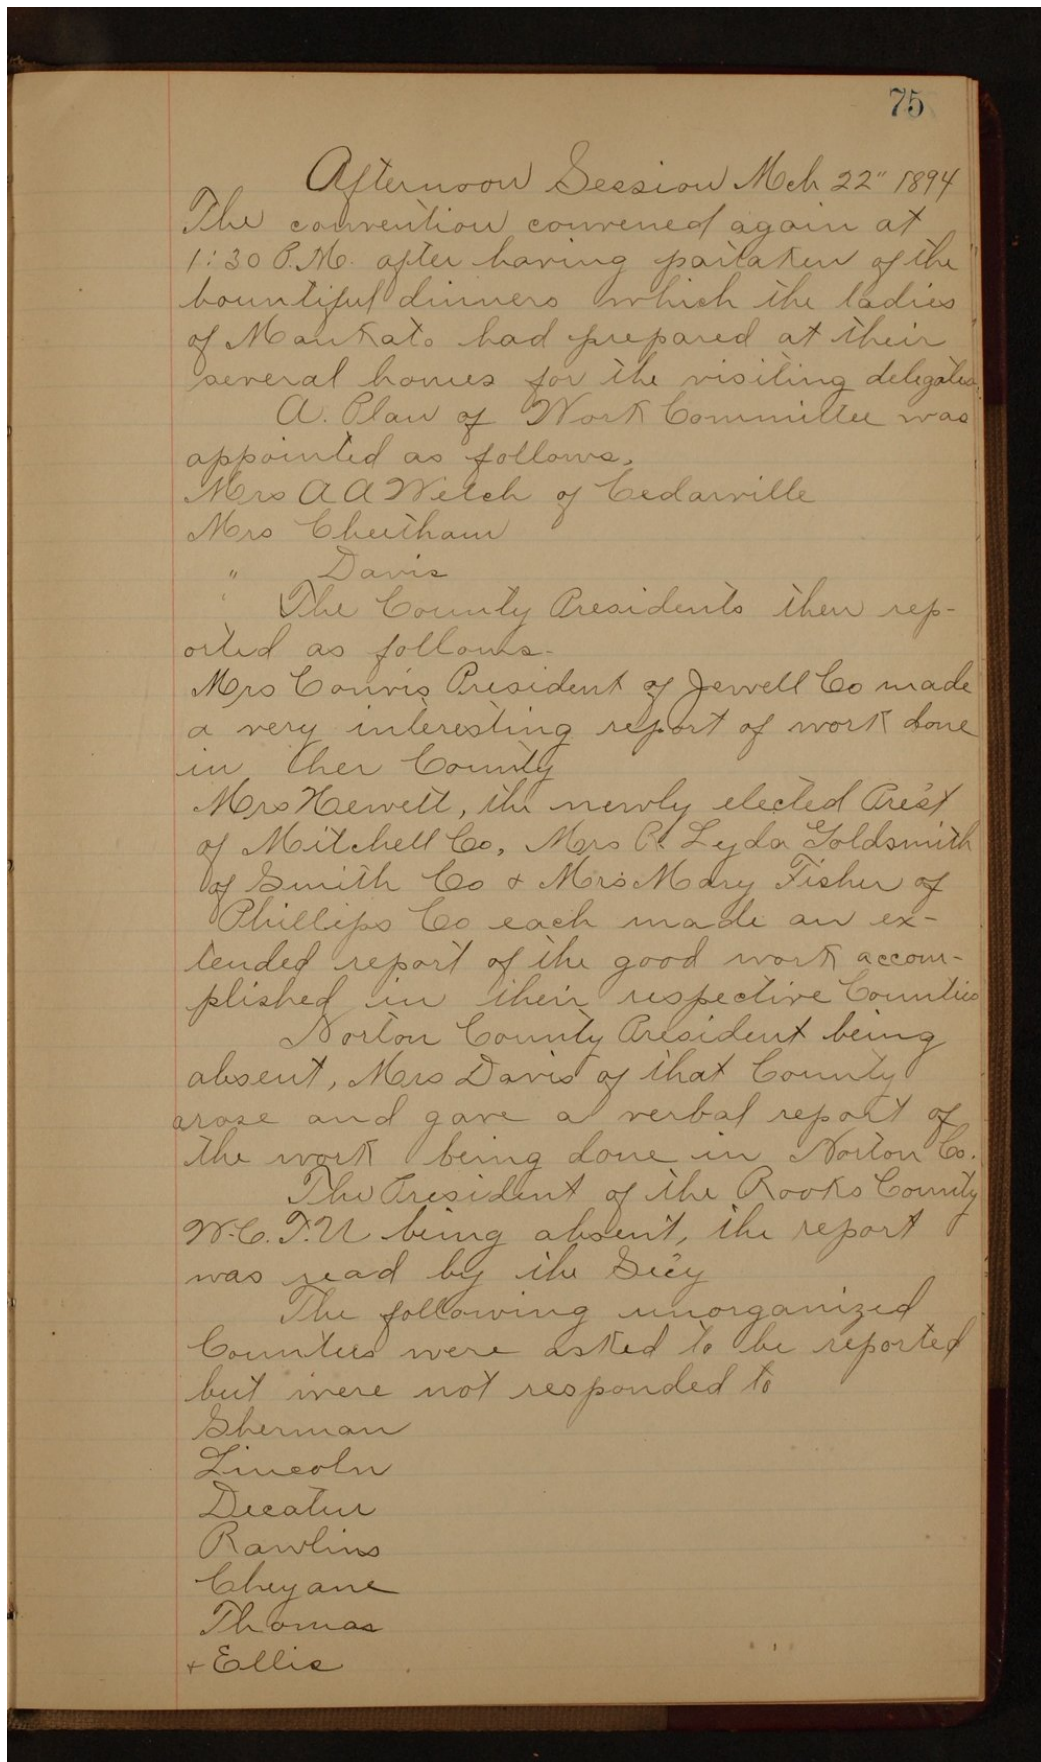 75
Afternoon Session Mch 22" 1894
The convention convened again at
1:30 P.M. after having partaken of the
bountiful dinners which the ladies
of Mankato had prepared at their
several homes for the visiting delegates.
A. Plan of Work Committee was
appointed as follows.
Mrs A A Welch of Cedarville
Mrs Cheetham
" Davis
The County Presidents then rep-
orted as follows-
Mrs Convis President of Jewell Co made
a very interesting report of work done
in her County
Mrs Hewett, the newly elected Pres't
of Mitchell Co, Mrs P. Lyda Goldsmith
of Smith Co & Mrs Mary Fisher of
Phillips Co each made an ex-
tended report of the good work accom-
plished in their respective Counties
Norton County President being
absent, Mrs Davis of that County
arose and gave a verbal report of
the work being done in Norton Co.
The President of the Rooks County
W.C.T.U being absent, the report
was read by the Sec'y
The following unorganized
Counties were asked to be reported
but were not responded to
Sherman
Lincoln
Decatur
Rawlins
Cheyane
Thomas
& Ellis